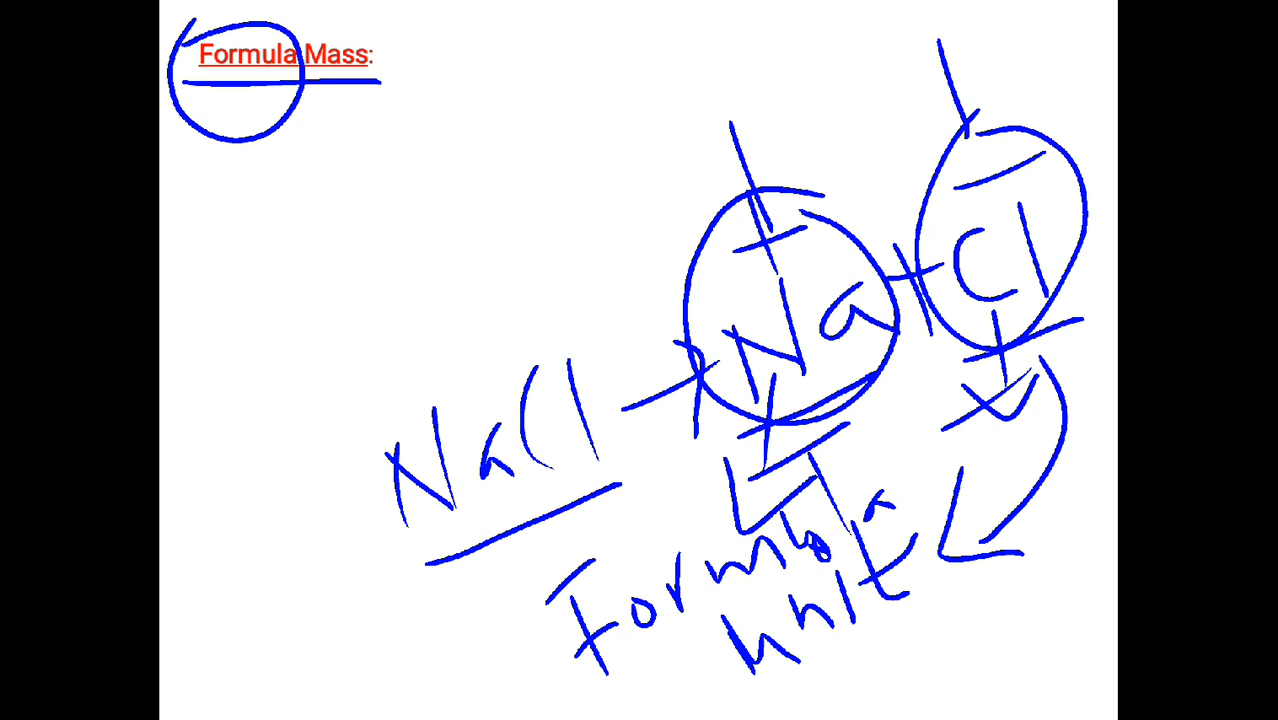 Formula Mass:
NaCl → Na + Cl
Formula
unit